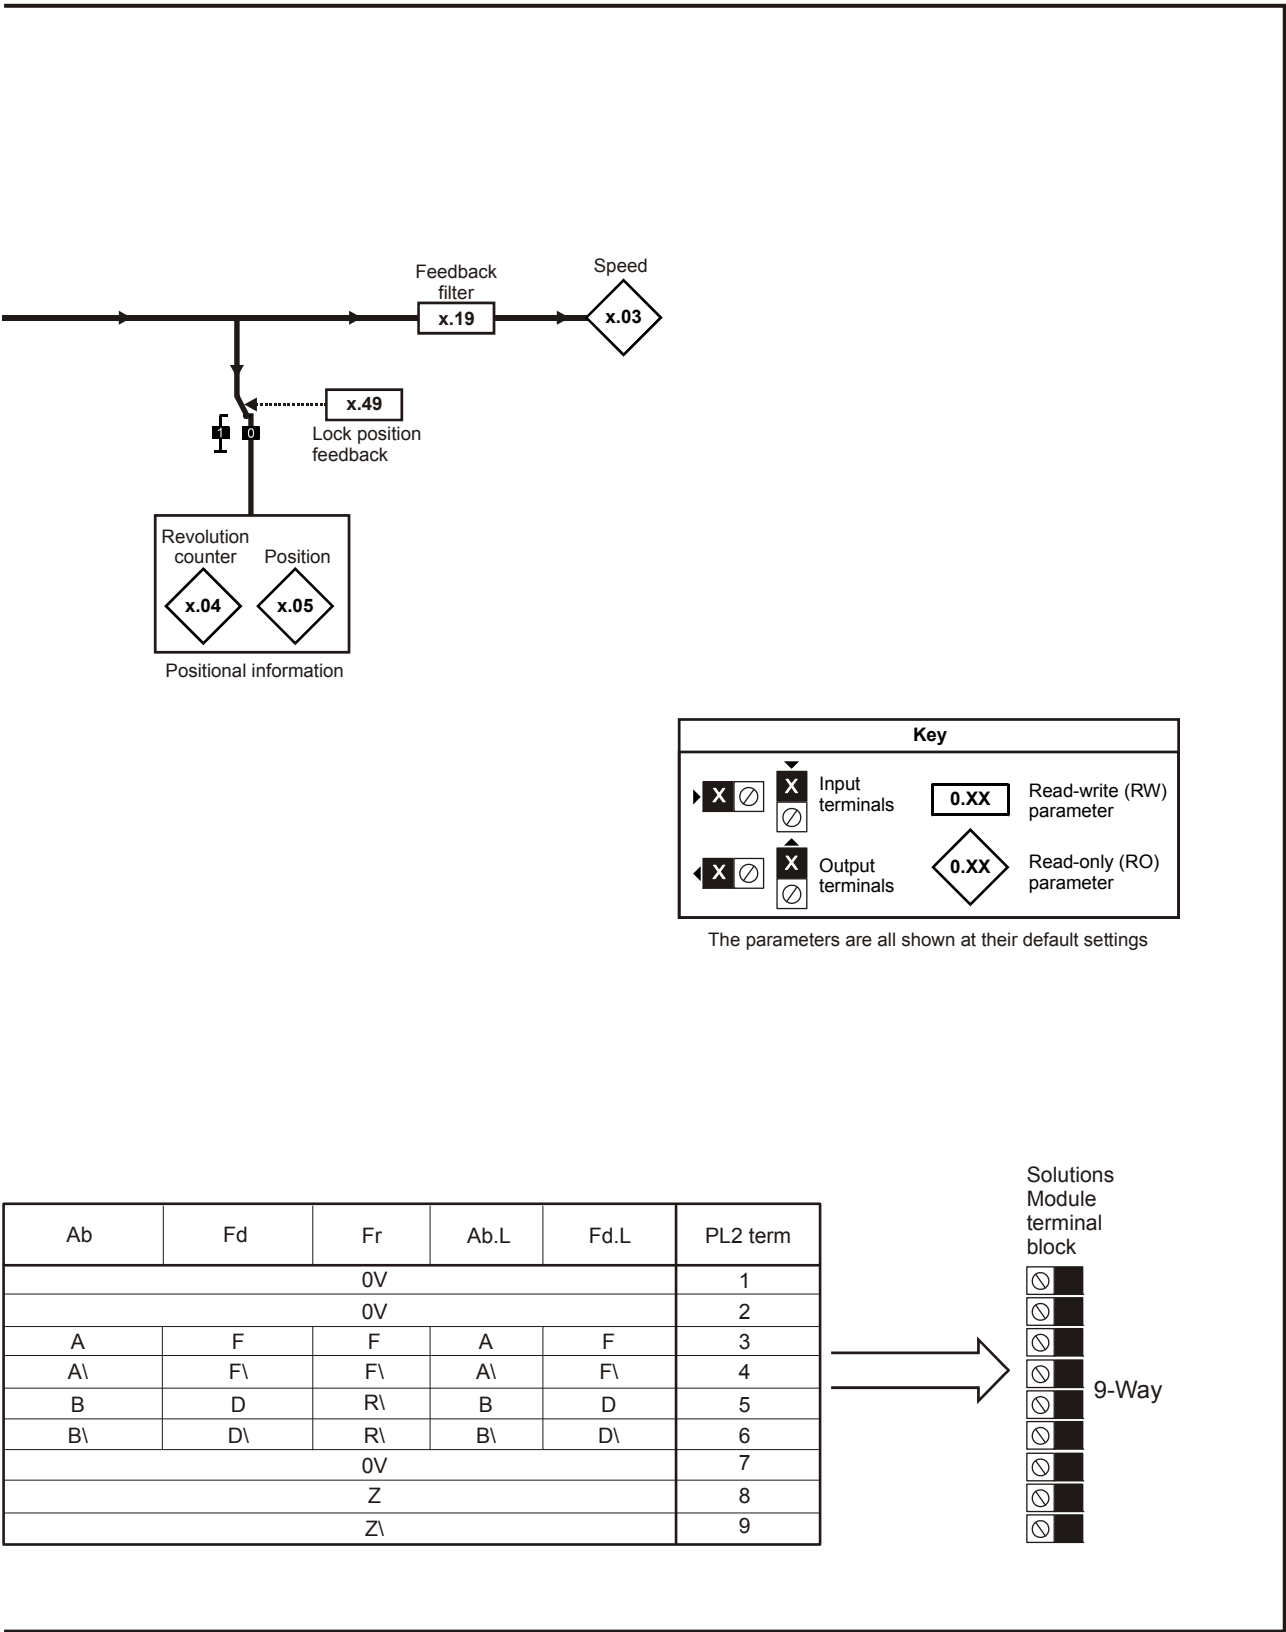 Feedback
filter
x.19
Speed
x.03
x.49
Lock position
feedback
1 0
Revolution
counter
Position
x.04
x.05
Positional information
Key
X
X
Input
terminals
0.XX
Read-write (RW)
parameter
X
X
Output
terminals
0.XX
Read-only (RO)
parameter
The parameters are all shown at their default settings
Solutions
Module
terminal
block
Ab Fd Fr Ab.L Fd.L PL2 term
0V 1
0V 2
A F F A F 3
A\ F\ F\ A\ F\ 4
B D R\ B D 5
B\ D\ R\ B\ D\ 6
0V 7
Z 8
Z\ 9
9-Way